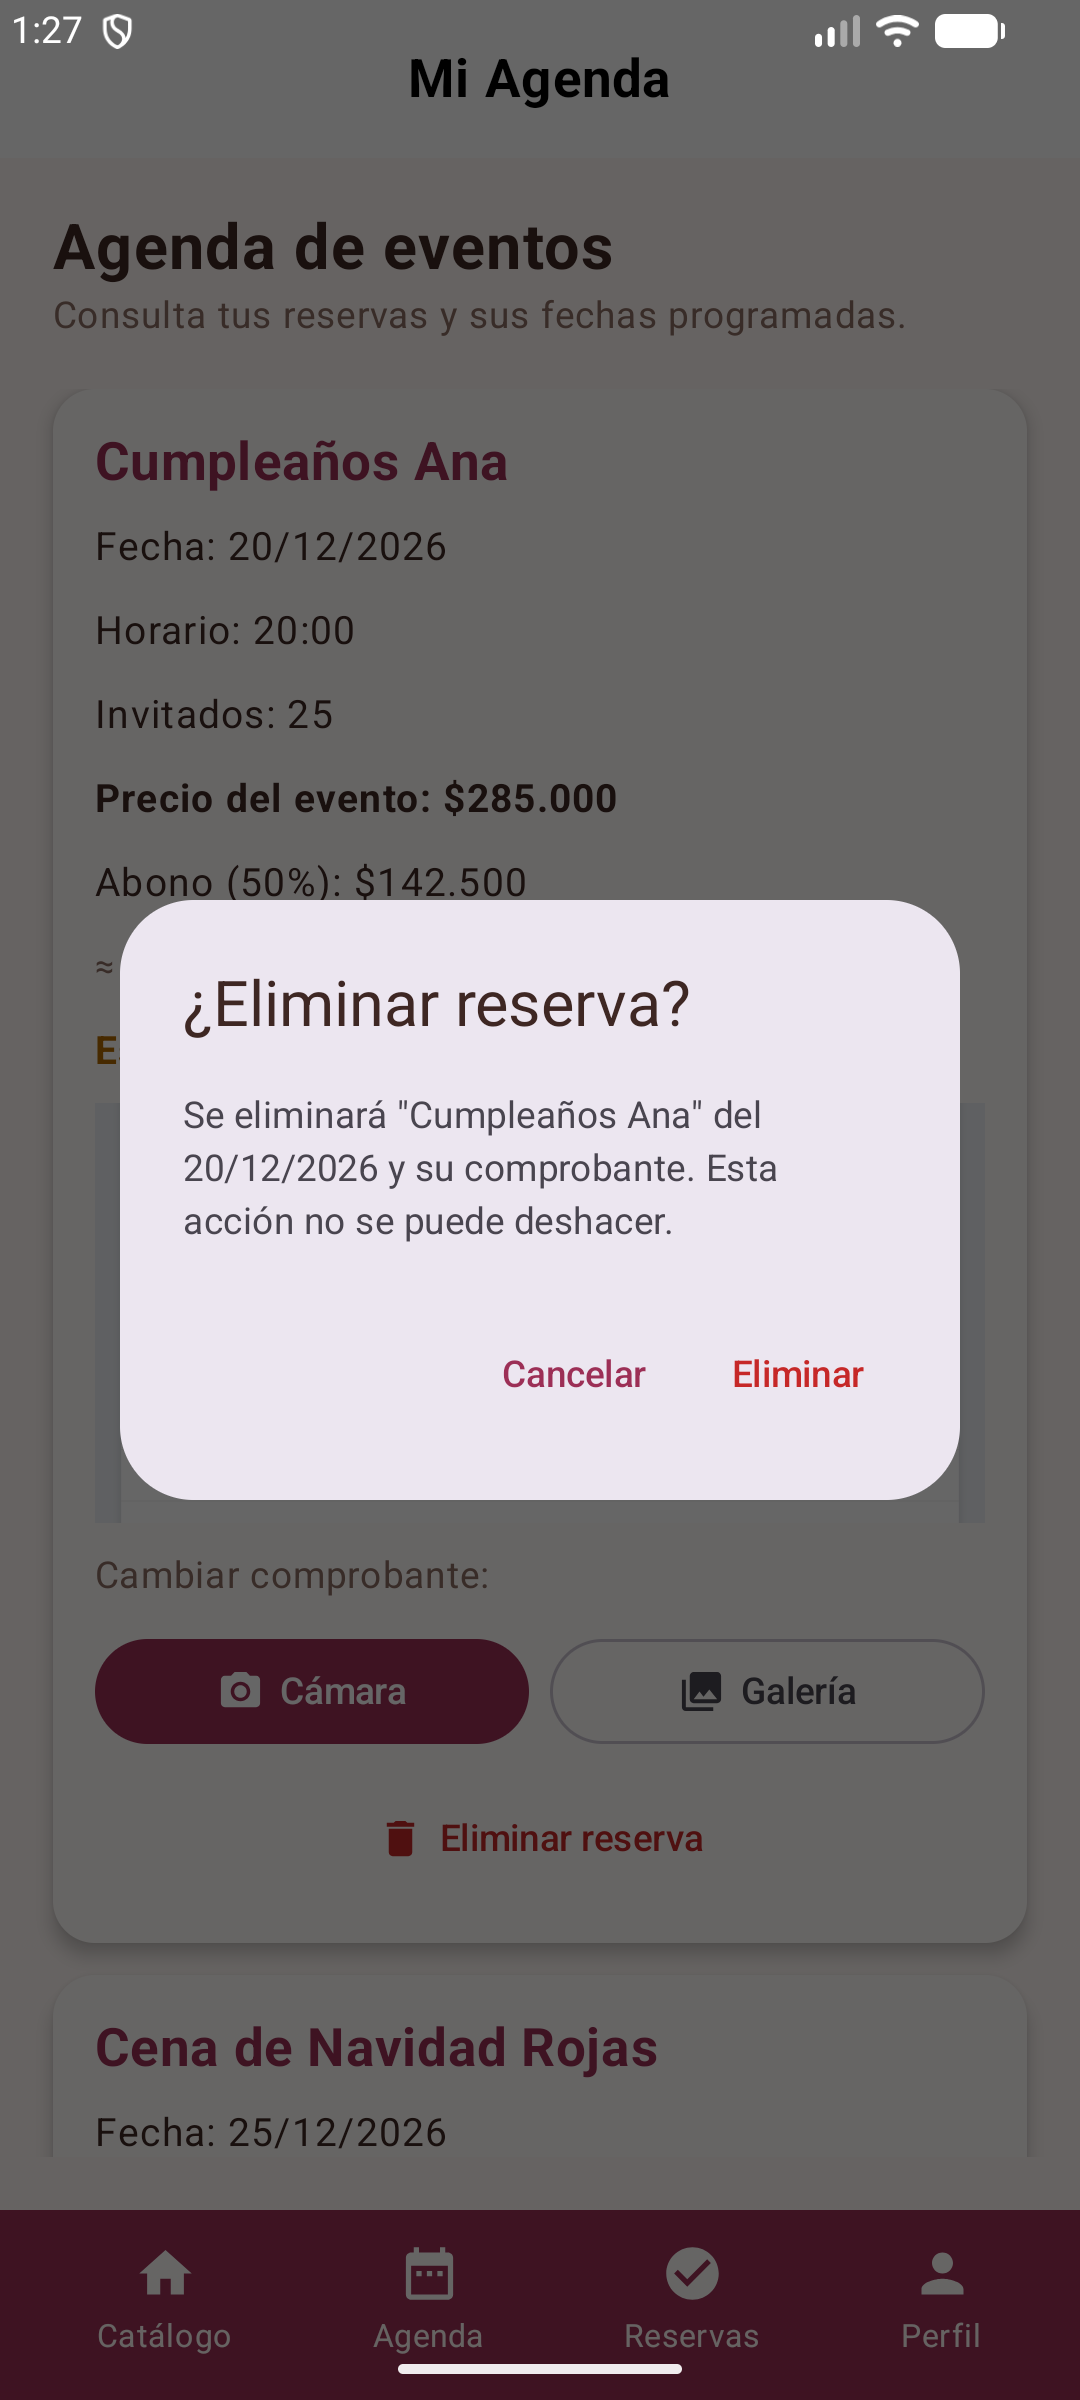 1:27
Mi Agenda
Agenda de eventos
Consulta tus reservas y sus fechas programadas.
Cumpleaños Ana
Fecha: 20/12/2026
Horario: 20:00
Invitados: 25
Precio del evento: $285.000
Abono (50%): $142.500
≈
¿Eliminar reserva?
Se eliminará "Cumpleaños Ana" del
20/12/2026 y su comprobante. Esta
acción no se puede deshacer.
Cancelar Eliminar
Cambiar comprobante:
Cámara Galería
Eliminar reserva
Cena de Navidad Rojas
Fecha: 25/12/2026
Catálogo Agenda Reservas Perfil